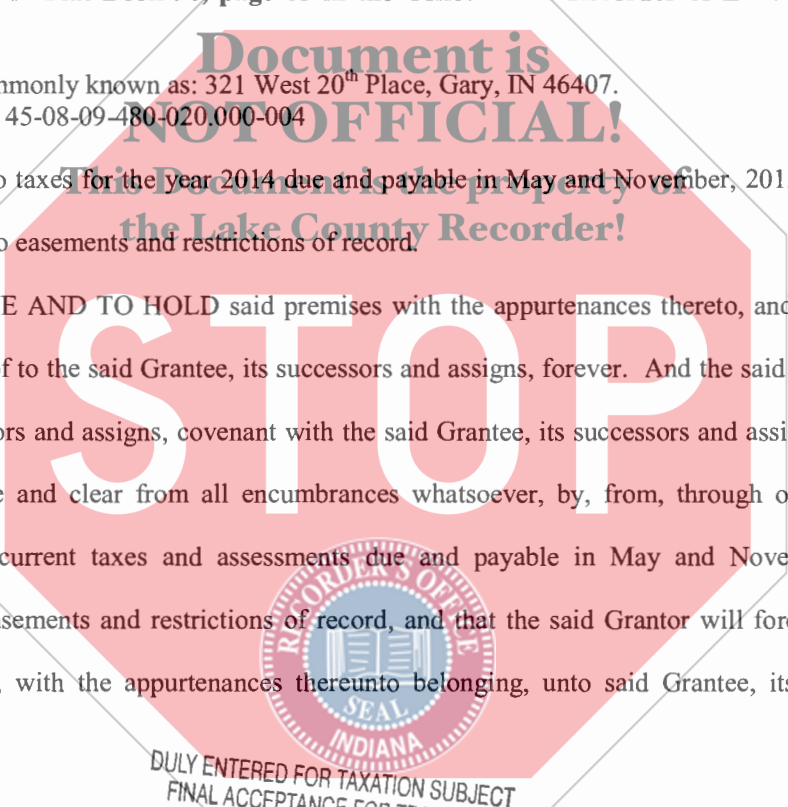 Document is
mmonly known as: 321 West 20th Place, Gary, IN 46407.
45-08-09-480-020.000-004
NOT OFFICIAL!
o taxes for the year 2014 due and payable in May and November, 201
This Document is the property of
the Lake County Recorder!
o easements and restrictions of record.
E AND TO HOLD said premises with the appurtenances thereto, and
f to the said Grantee, its successors and assigns, forever. And the said
ors and assigns, covenant with the said Grantee, its successors and assi
STOP
e and clear from all encumbrances whatsoever, by, from, through o
current taxes and assessments due and payable in May and Nove
sements and restrictions of record, and that the said Grantor will for
, with the appurtenances thereunto belonging, unto said Grantee, its
RECORDER'S OFFICE
SEAL
INDIANA
DULY ENTERED FOR TAXATION SUBJECT
FINAL ACCEPTANCE FOR